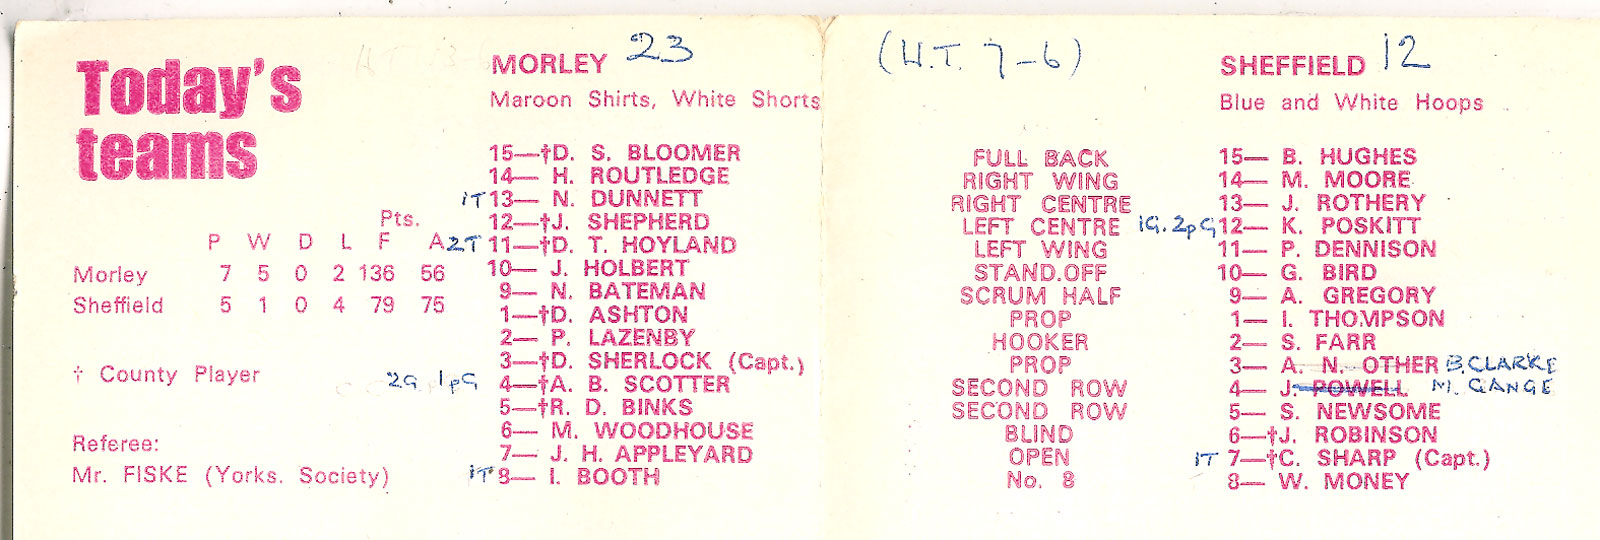 Today's
teams
Pts.
P W D L F A
Morley 7 5 0 2 136 56
Sheffield 5 1 0 4 79 75
† County Player
Referee:
Mr. FISKE (Yorks. Society)
MORLEY 23
Maroon Shirts, White Shorts
15—†D. S. BLOOMER
14— H. ROUTLEDGE
1T 13— N. DUNNETT
12—†J. SHEPHERD
2T 11—†D. T. HOYLAND
10— J. HOLBERT
9— N. BATEMAN
1—†D. ASHTON
2— P. LAZENBY
3—†D. SHERLOCK (Capt.)
2G 1pG 4—†A. B. SCOTTER
5—†R. D. BINKS
6— M. WOODHOUSE
7— J. H. APPLEYARD
1T 8— I. BOOTH
(H.T. 7-6)
FULL BACK
RIGHT WING
RIGHT CENTRE
LEFT CENTRE
LEFT WING
STAND.OFF
SCRUM HALF
PROP
HOOKER
PROP
SECOND ROW
SECOND ROW
BLIND
OPEN
No. 8
SHEFFIELD 12
Blue and White Hoops
15— B. HUGHES
14— M. MOORE
13— J. ROTHERY
1G. 2pG 12— K. POSKITT
11— P. DENNISON
10— G. BIRD
9— A. GREGORY
1— I. THOMPSON
2— S. FARR
3— A. N. OTHER B. CLARKE
4— J. POWELL M. GANGE
5— S. NEWSOME
6—†J. ROBINSON
1T 7—†C. SHARP (Capt.)
8— W. MONEY